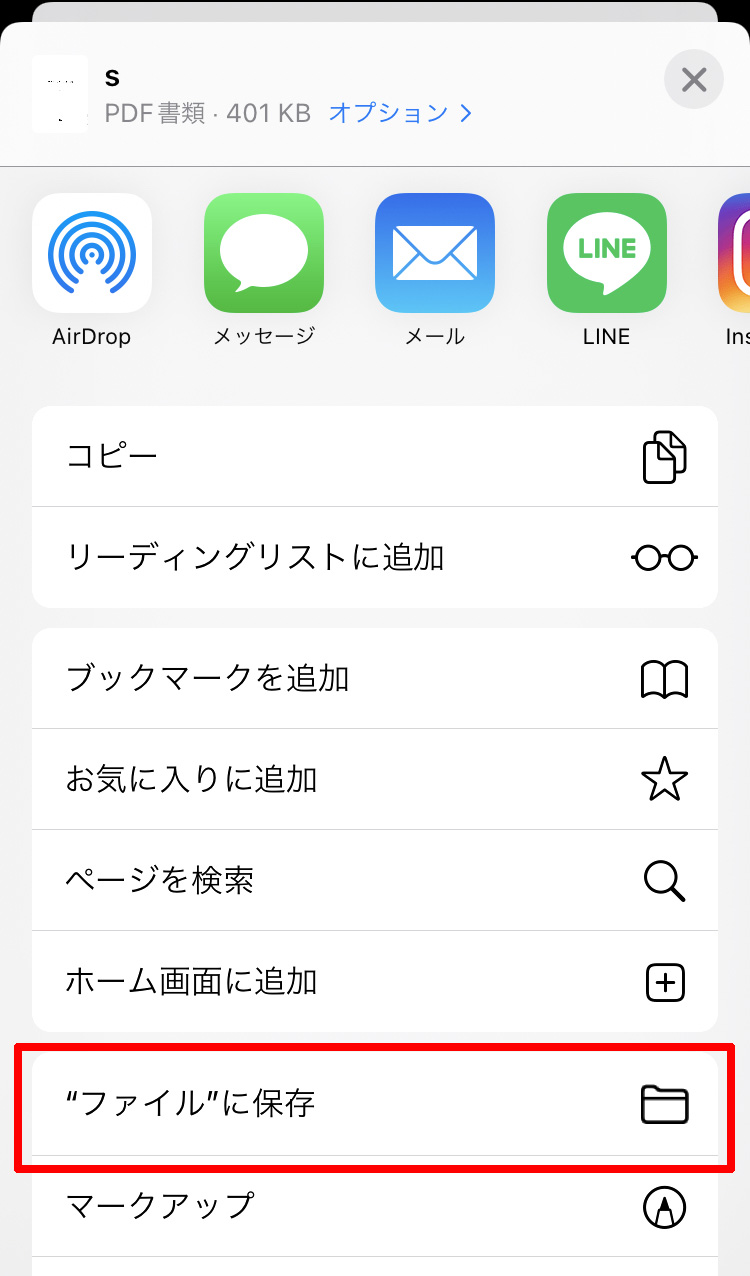 s
PDF書類・401 KB オプション
AirDrop
メッセージ
メール
LINE
LINE
Ins
コピー
リーディングリストに追加
ブックマークを追加
お気に入りに追加
ページを検索
ホーム画面に追加
“ファイル”に保存
マークアップ